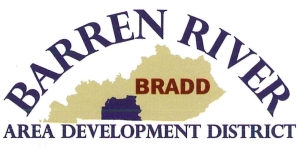 BARREN RIVER
BRADD
AREA DEVELOPMENT DISTRICT